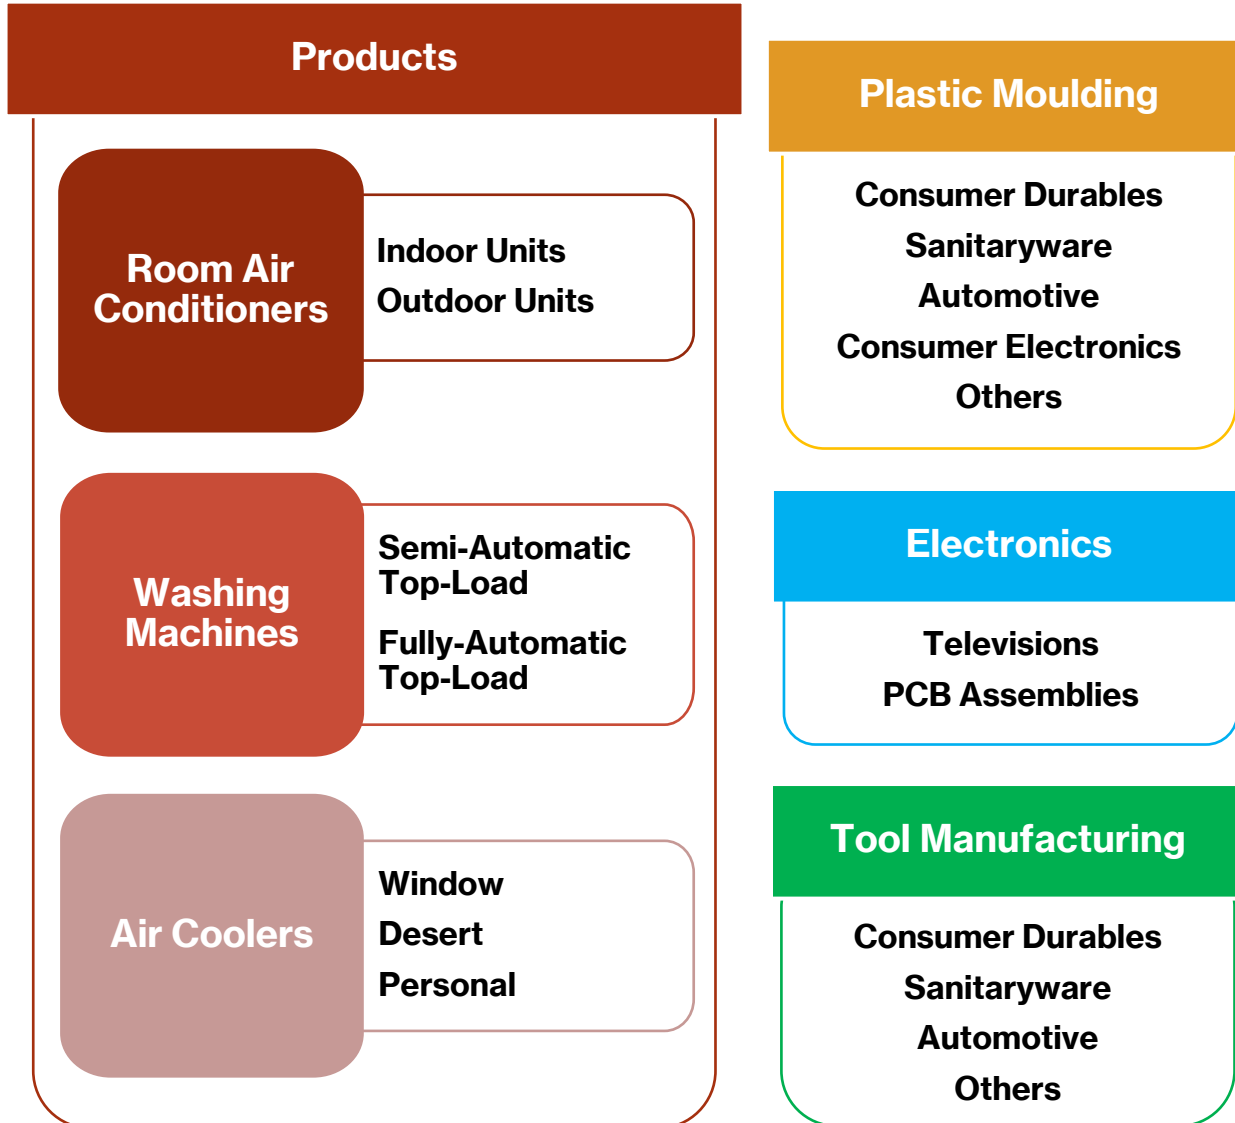 Products
Room Air
Conditioners
Indoor Units
Outdoor Units
Washing
Machines
Semi-Automatic
Top-Load
Fully-Automatic
Top-Load
Air Coolers
Window
Desert
Personal
Plastic Moulding
Consumer Durables
Sanitaryware
Automotive
Consumer Electronics
Others
Electronics
Televisions
PCB Assemblies
Tool Manufacturing
Consumer Durables
Sanitaryware
Automotive
Others